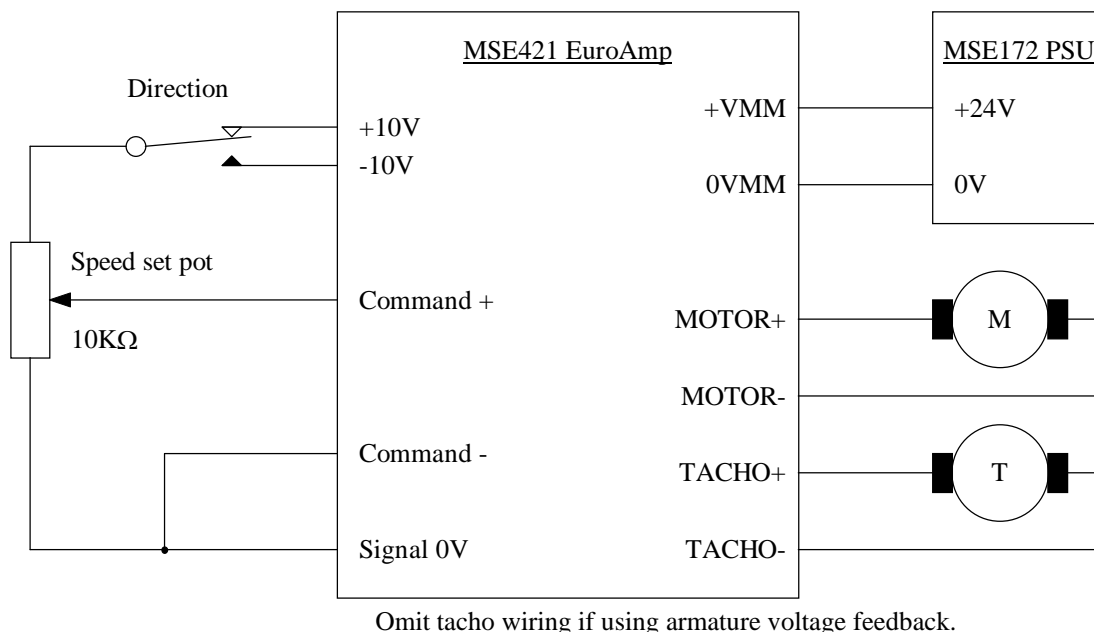 MSE421 EuroAmp
MSE172 PSU
Direction
+10V
-10V
+VMM
+24V
0VMM
0V
Speed set pot
10KΩ
Command +
MOTOR+
M
MOTOR-
Command -
TACHO+
T
Signal 0V
TACHO-
Omit tacho wiring if using armature voltage feedback.